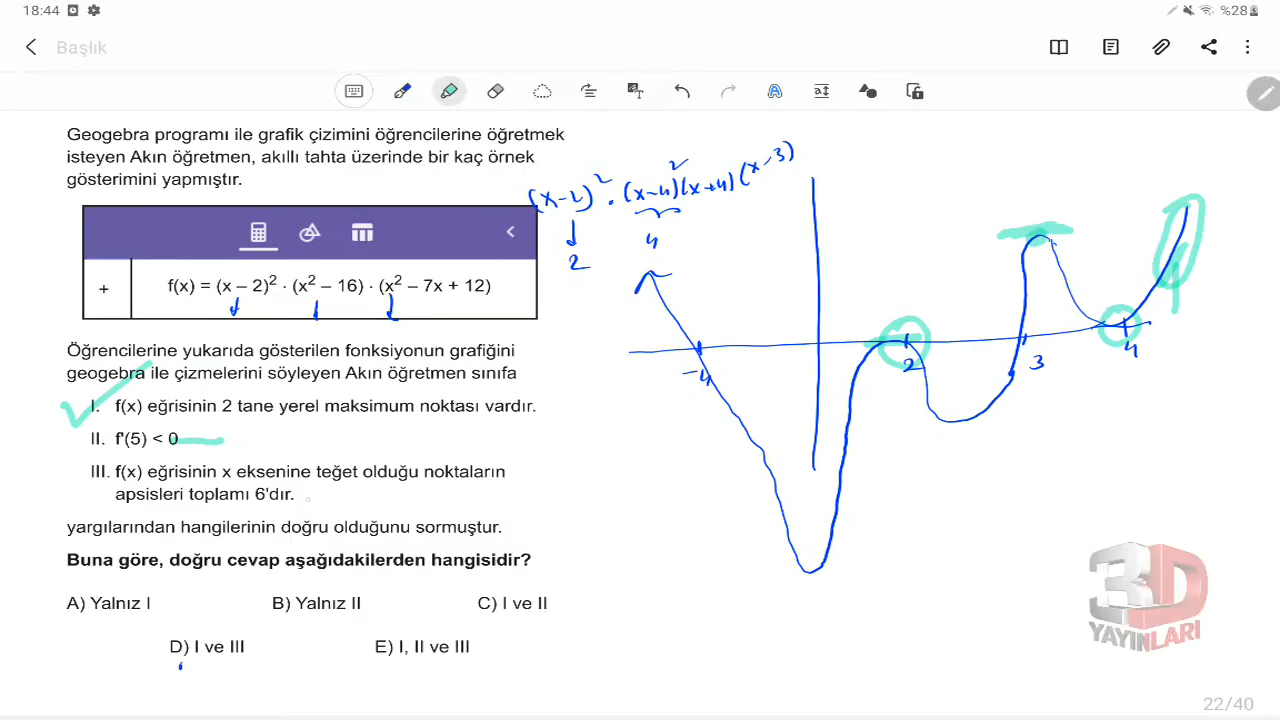 18:44
%28
Başlık
Geogebra programı ile grafik çizimini öğrencilerine öğretmek
isteyen Akın öğretmen, akıllı tahta üzerinde bir kaç örnek
gösterimini yapmıştır.
(x-2)² . (x-4)²(x+4)(x-3)
2
4
+ f(x) = (x – 2)² · (x² – 16) · (x² – 7x + 12)
Öğrencilerine yukarıda gösterilen fonksiyonun grafiğini
geogebra ile çizmelerini söyleyen Akın öğretmen sınıfa
I. f(x) eğrisinin 2 tane yerel maksimum noktası vardır.
II. f'(5) < 0
III. f(x) eğrisinin x eksenine teğet olduğu noktaların
apsisleri toplamı 6'dır.
yargılarından hangilerinin doğru olduğunu sormuştur.
Buna göre, doğru cevap aşağıdakilerden hangisidir?
A) Yalnız I B) Yalnız II C) I ve II
D) I ve III E) I, II ve III
-4 2 3 4
3D
YAYINLARI
22/40